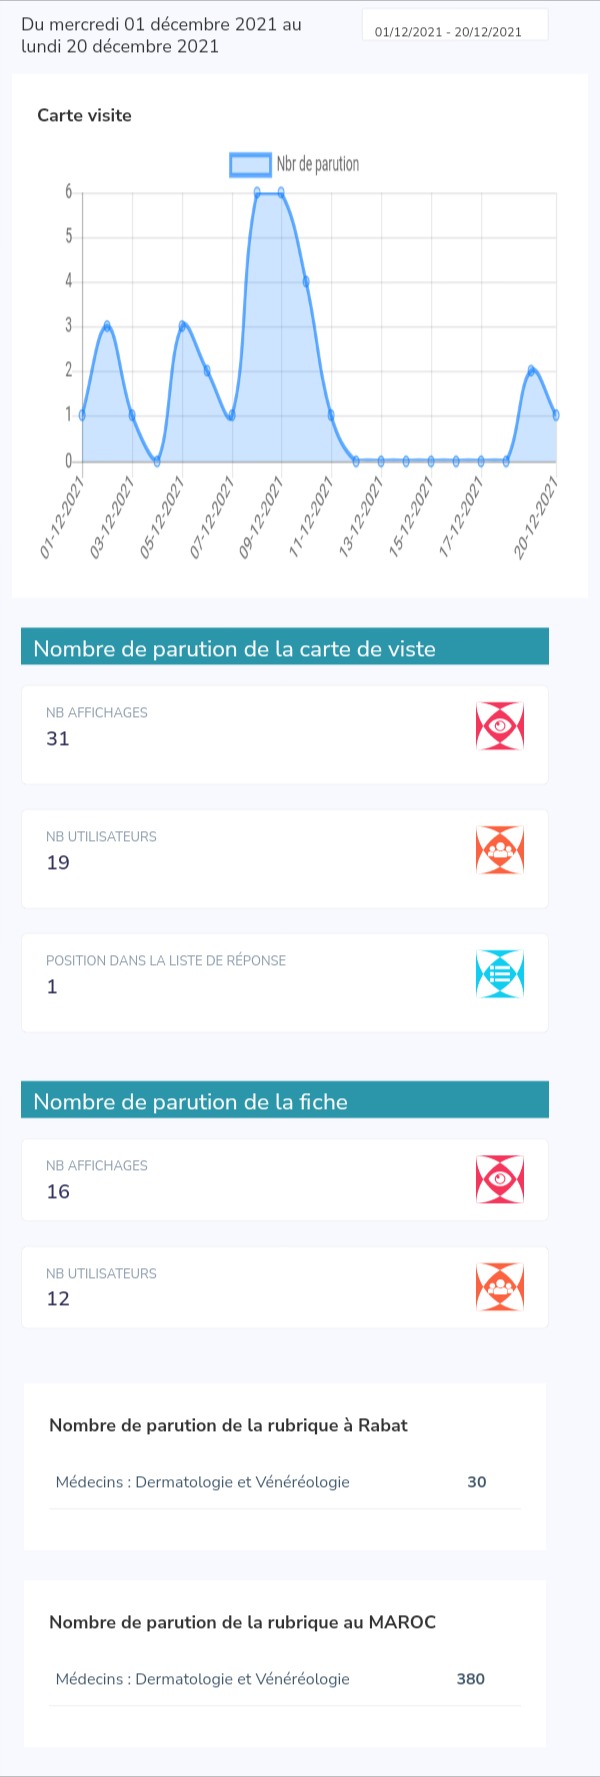 Du mercredi 01 décembre 2021 au
lundi 20 décembre 2021
01/12/2021 - 20/12/2021
Carte visite
Nbr de parution
6
5
4
3
2
1
0
01-12-2021
03-12-2021
05-12-2021
07-12-2021
09-12-2021
11-12-2021
13-12-2021
15-12-2021
17-12-2021
20-12-2021
Nombre de parution de la carte de viste
NB AFFICHAGES
31
NB UTILISATEURS
19
POSITION DANS LA LISTE DE RÉPONSE
1
Nombre de parution de la fiche
NB AFFICHAGES
16
NB UTILISATEURS
12
Nombre de parution de la rubrique à Rabat
Médecins : Dermatologie et Vénéréologie 30
Nombre de parution de la rubrique au MAROC
Médecins : Dermatologie et Vénéréologie 380